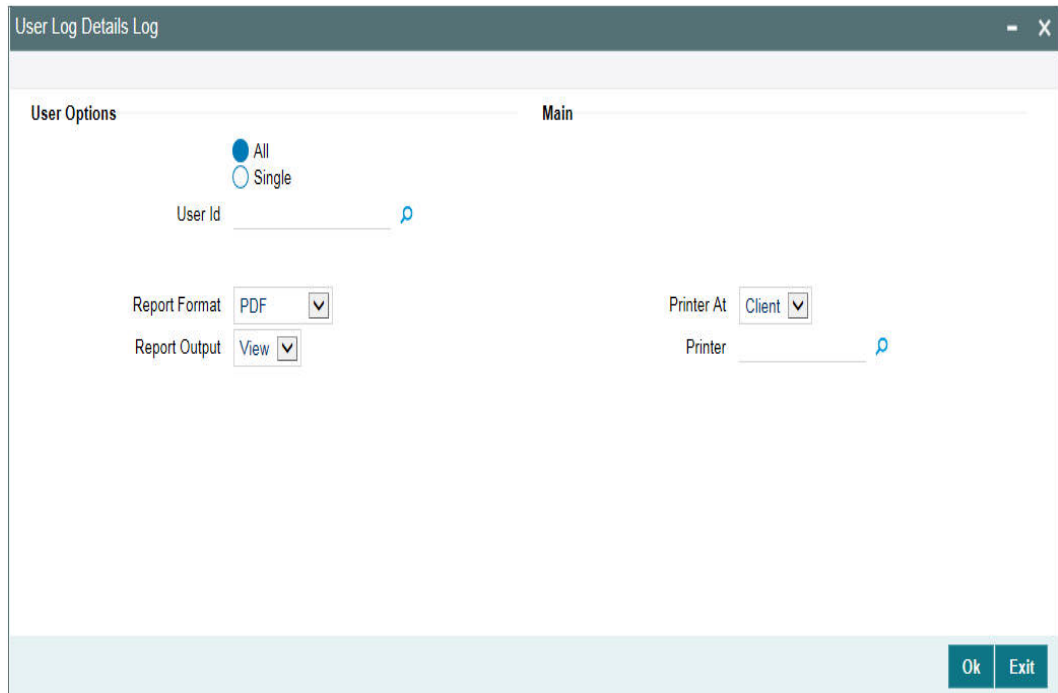 User Log Details Log
User Options
Main
All
Single
User Id
Report Format PDF
Printer At Client
Report Output View
Printer
Ok Exit